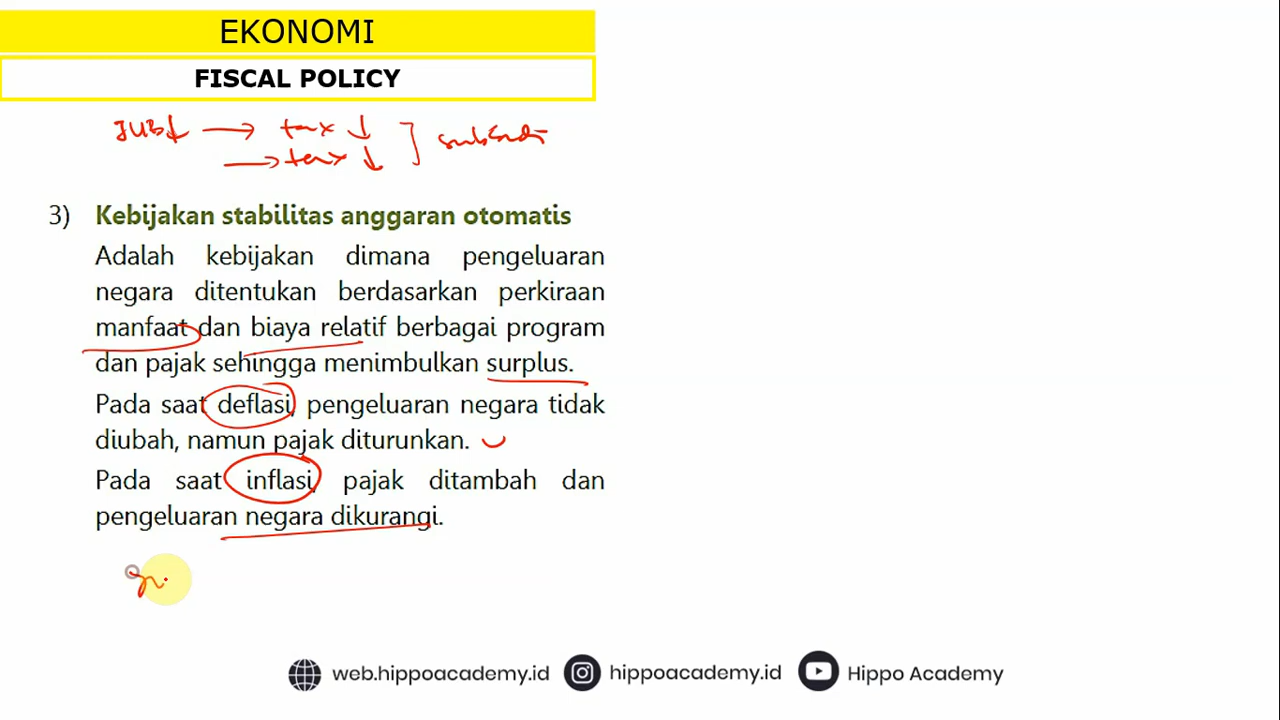 EKONOMI
FISCAL POLICY
JUB↓ → tax ↓
→ tax ↓ ] subsidi
3) Kebijakan stabilitas anggaran otomatis
Adalah kebijakan dimana pengeluaran
negara ditentukan berdasarkan perkiraan
manfaat dan biaya relatif berbagai program
dan pajak sehingga menimbulkan surplus.
Pada saat deflasi, pengeluaran negara tidak
diubah, namun pajak diturunkan.
Pada saat inflasi, pajak ditambah dan
pengeluaran negara dikurangi.
web.hippoacademy.id hippoacademy.id Hippo Academy